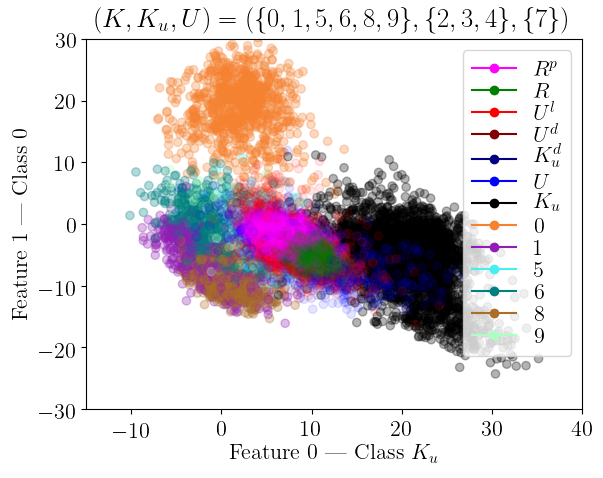 (K, K_u, U) = ({0, 1, 5, 6, 8, 9}, {2, 3, 4}, {7})
30
20
10
0
−10
−20
−30
Feature 1 — Class 0
−10 0 10 20 30 40
Feature 0 — Class K_u
R^p
R
U^l
U^d
K_u^d
U
K_u
0
1
5
6
8
9